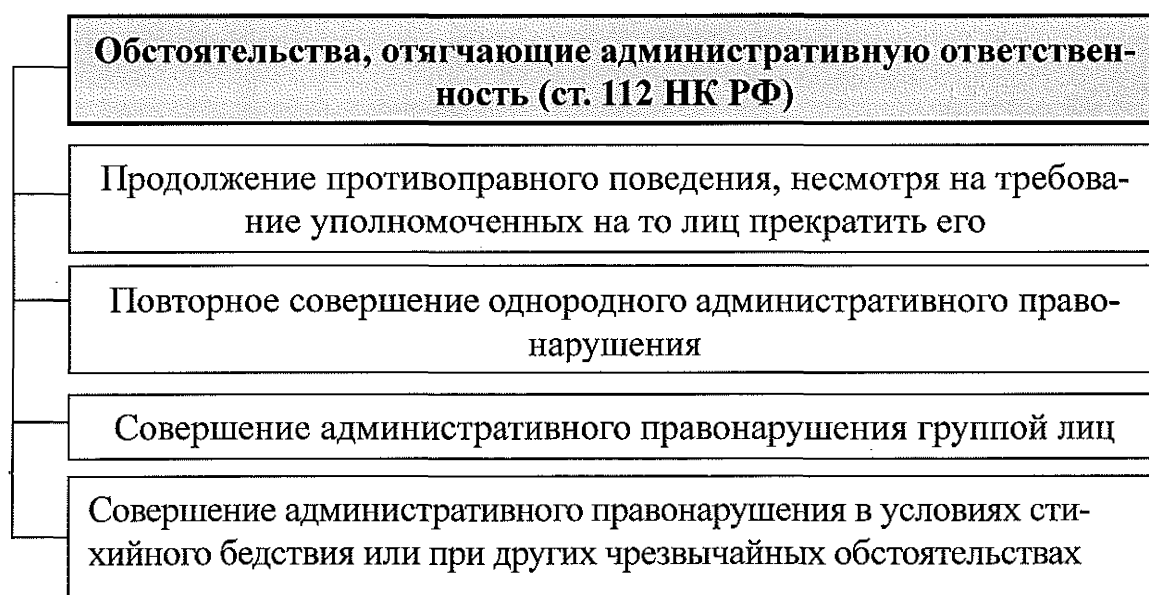 Обстоятельства, отягчающие административную ответствен-
ность (ст. 112 НК РФ)
Продолжение противоправного поведения, несмотря на требова-
ние уполномоченных на то лиц прекратить его
Повторное совершение однородного административного право-
нарушения
Совершение административного правонарушения группой лиц
Совершение административного правонарушения в условиях сти-
хийного бедствия или при других чрезвычайных обстоятельствах